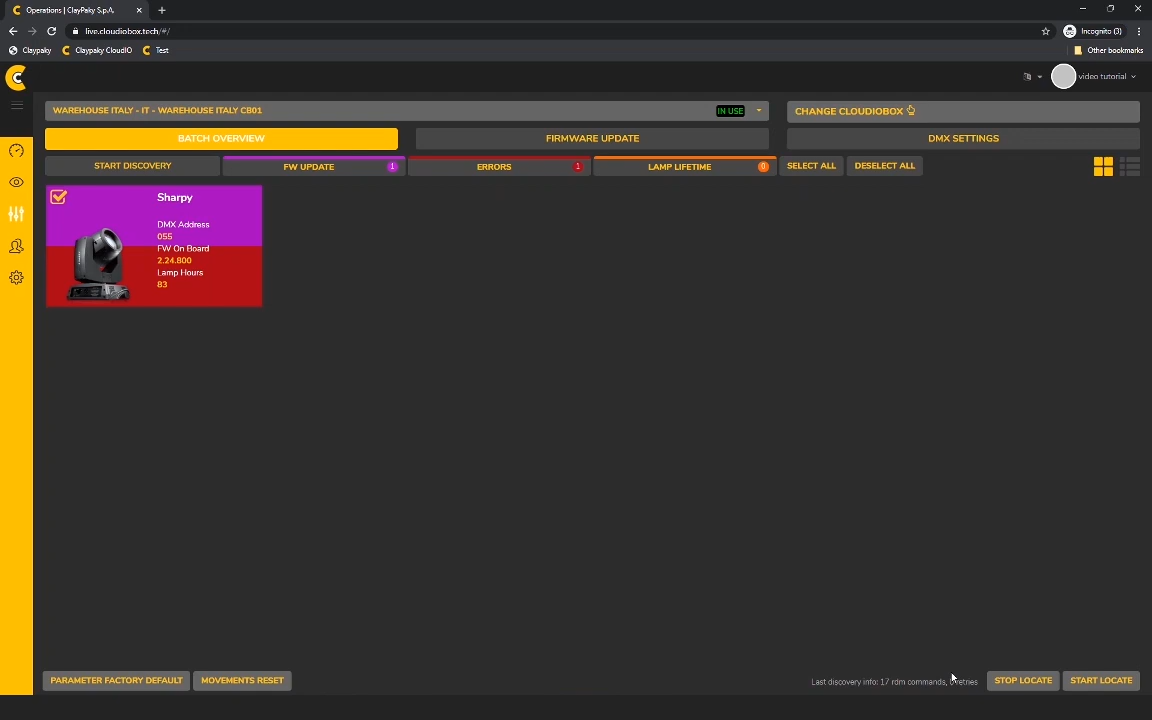 Operations | ClayPaky S.p.A.
live.cloudiobox.tech/#/
Incognito (3)
Claypaky
Claypaky CloudIO
Test
Other bookmarks
video tutorial
WAREHOUSE ITALY - IT - WAREHOUSE ITALY CB01
IN USE
CHANGE CLOUDIOBOX
BATCH OVERVIEW
FIRMWARE UPDATE
DMX SETTINGS
START DISCOVERY
FW UPDATE 1
ERRORS 1
LAMP LIFETIME 0
SELECT ALL
DESELECT ALL
Sharpy
DMX Address
055
FW On Board
2.24.800
Lamp Hours
83
PARAMETER FACTORY DEFAULT
MOVEMENTS RESET
Last discovery info: 17 rdm commands, retries
STOP LOCATE
START LOCATE